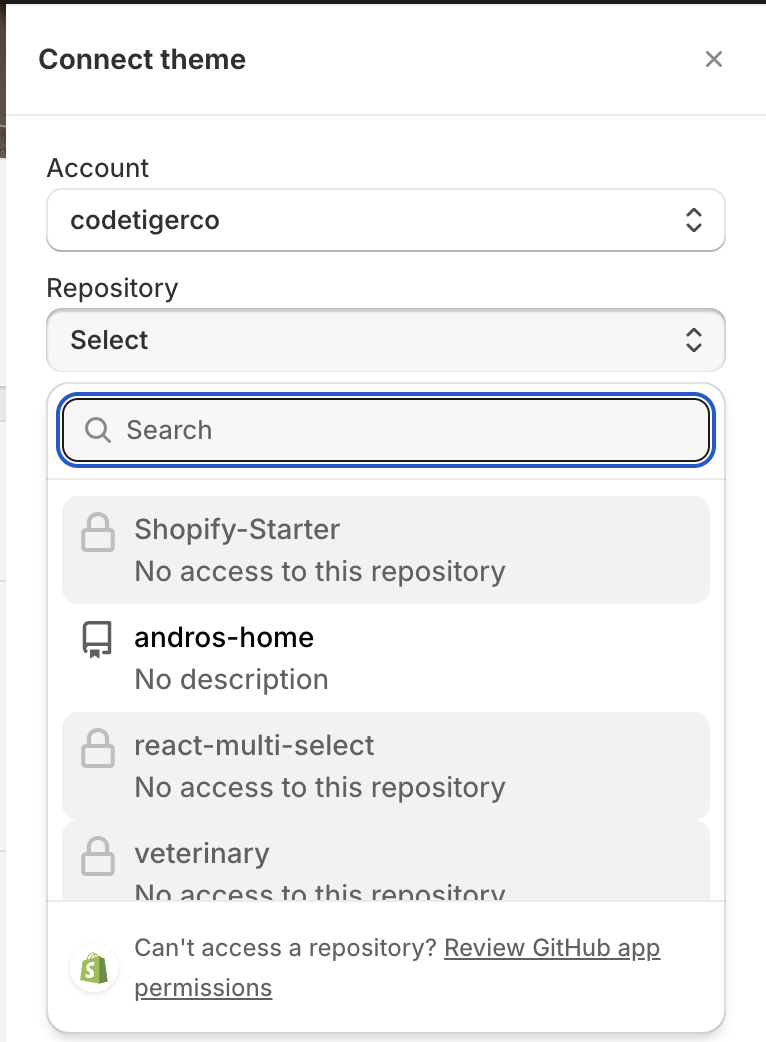 Connect theme
Account
codetigerco
Repository
Select
Search
Shopify-Starter
No access to this repository
andros-home
No description
react-multi-select
No access to this repository
veterinary
No access to this repository
Can't access a repository? Review GitHub app
permissions